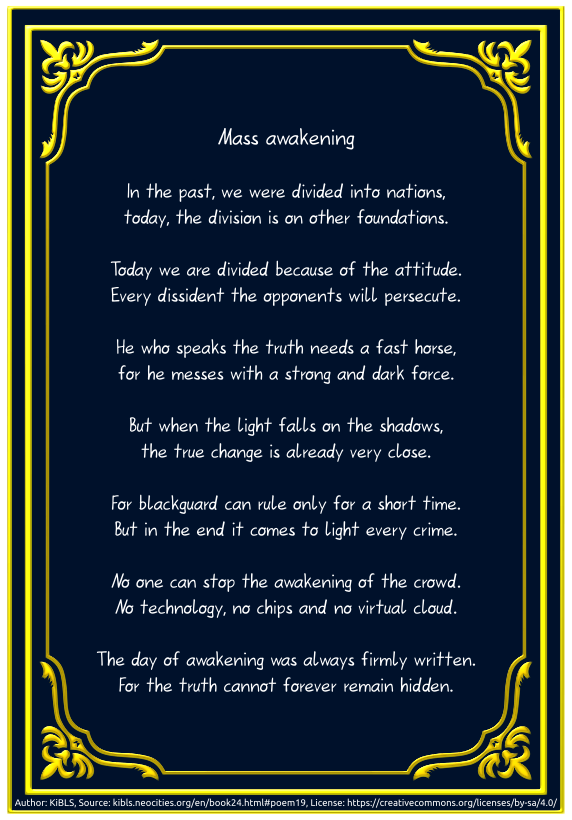 Mass awakening
In the past, we were divided into nations,
today, the division is on other foundations.
Today we are divided because of the attitude.
Every dissident the opponents will persecute.
He who speaks the truth needs a fast horse,
for he messes with a strong and dark force.
But when the light falls on the shadows,
the true change is already very close.
For blackguard can rule only for a short time.
But in the end it comes to light every crime.
No one can stop the awakening of the crowd.
No technology, no chips and no virtual cloud.
The day of awakening was always firmly written.
For the truth cannot forever remain hidden.
Author: KiBLS, Source: kibls.neocities.org/en/book24.html#poem19, License: https://creativecommons.org/licenses/by-sa/4.0/